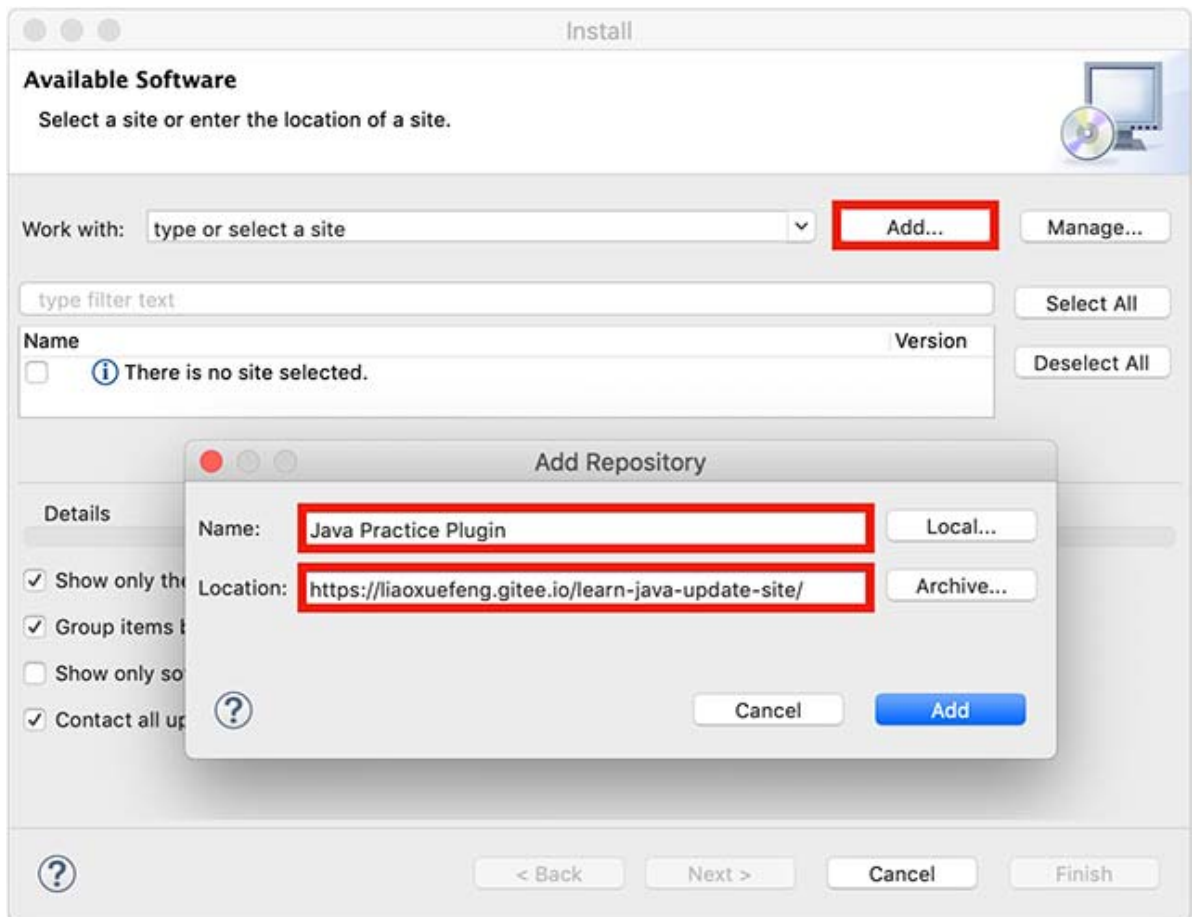 Install
Available Software
Select a site or enter the location of a site.
Work with: type or select a site Add... Manage...
type filter text Select All
Name Version
There is no site selected. Deselect All
Add Repository
Details
Name: Java Practice Plugin Local...
Show only the
Location: https://liaoxuefeng.gitee.io/learn-java-update-site/ Archive...
Group items
Show only
Contact all
? Cancel Add
? < Back Next > Cancel Finish